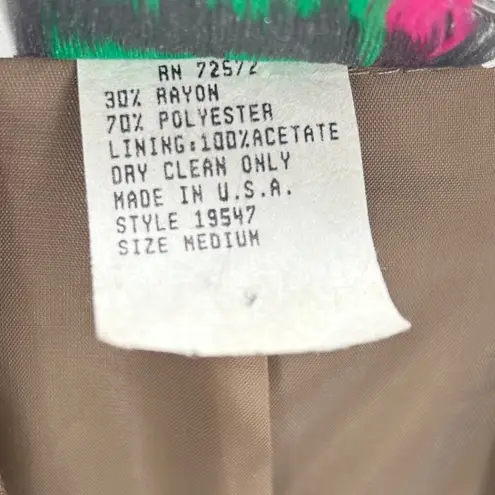 RN 72572
30% RAYON
70% POLYESTER
LINING:100%ACETATE
DRY CLEAN ONLY
MADE IN U.S.A.
STYLE 19547
SIZE MEDIUM